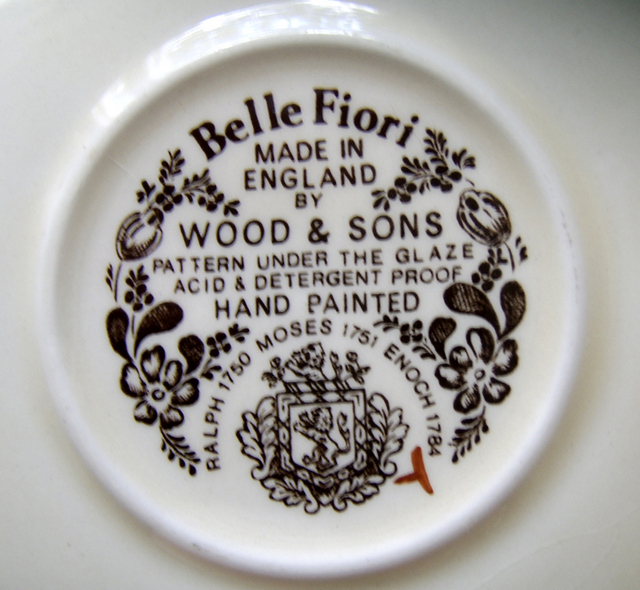 Belle Fiori
MADE IN
ENGLAND
BY
WOOD & SONS
PATTERN UNDER THE GLAZE
ACID & DETERGENT PROOF
HAND PAINTED
RALPH 1750 MOSES 1751 ENOCH 1784
T